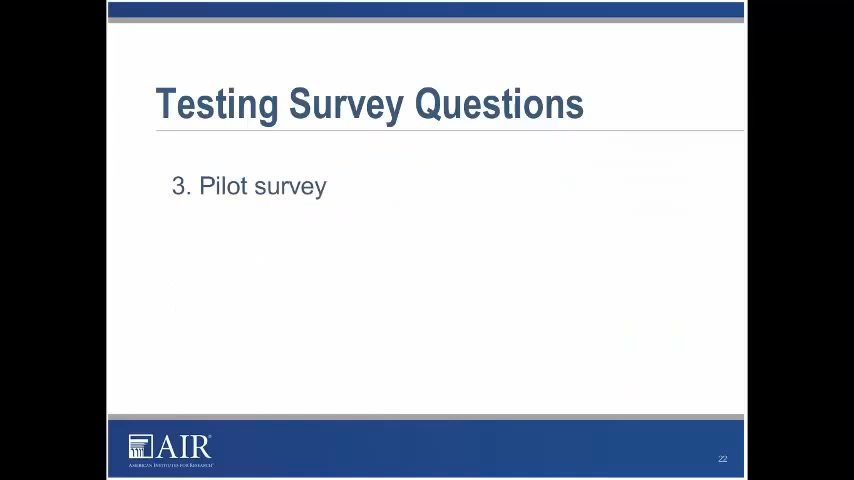 Testing Survey Questions
3. Pilot survey
AIR®
AMERICAN INSTITUTES FOR RESEARCH
22